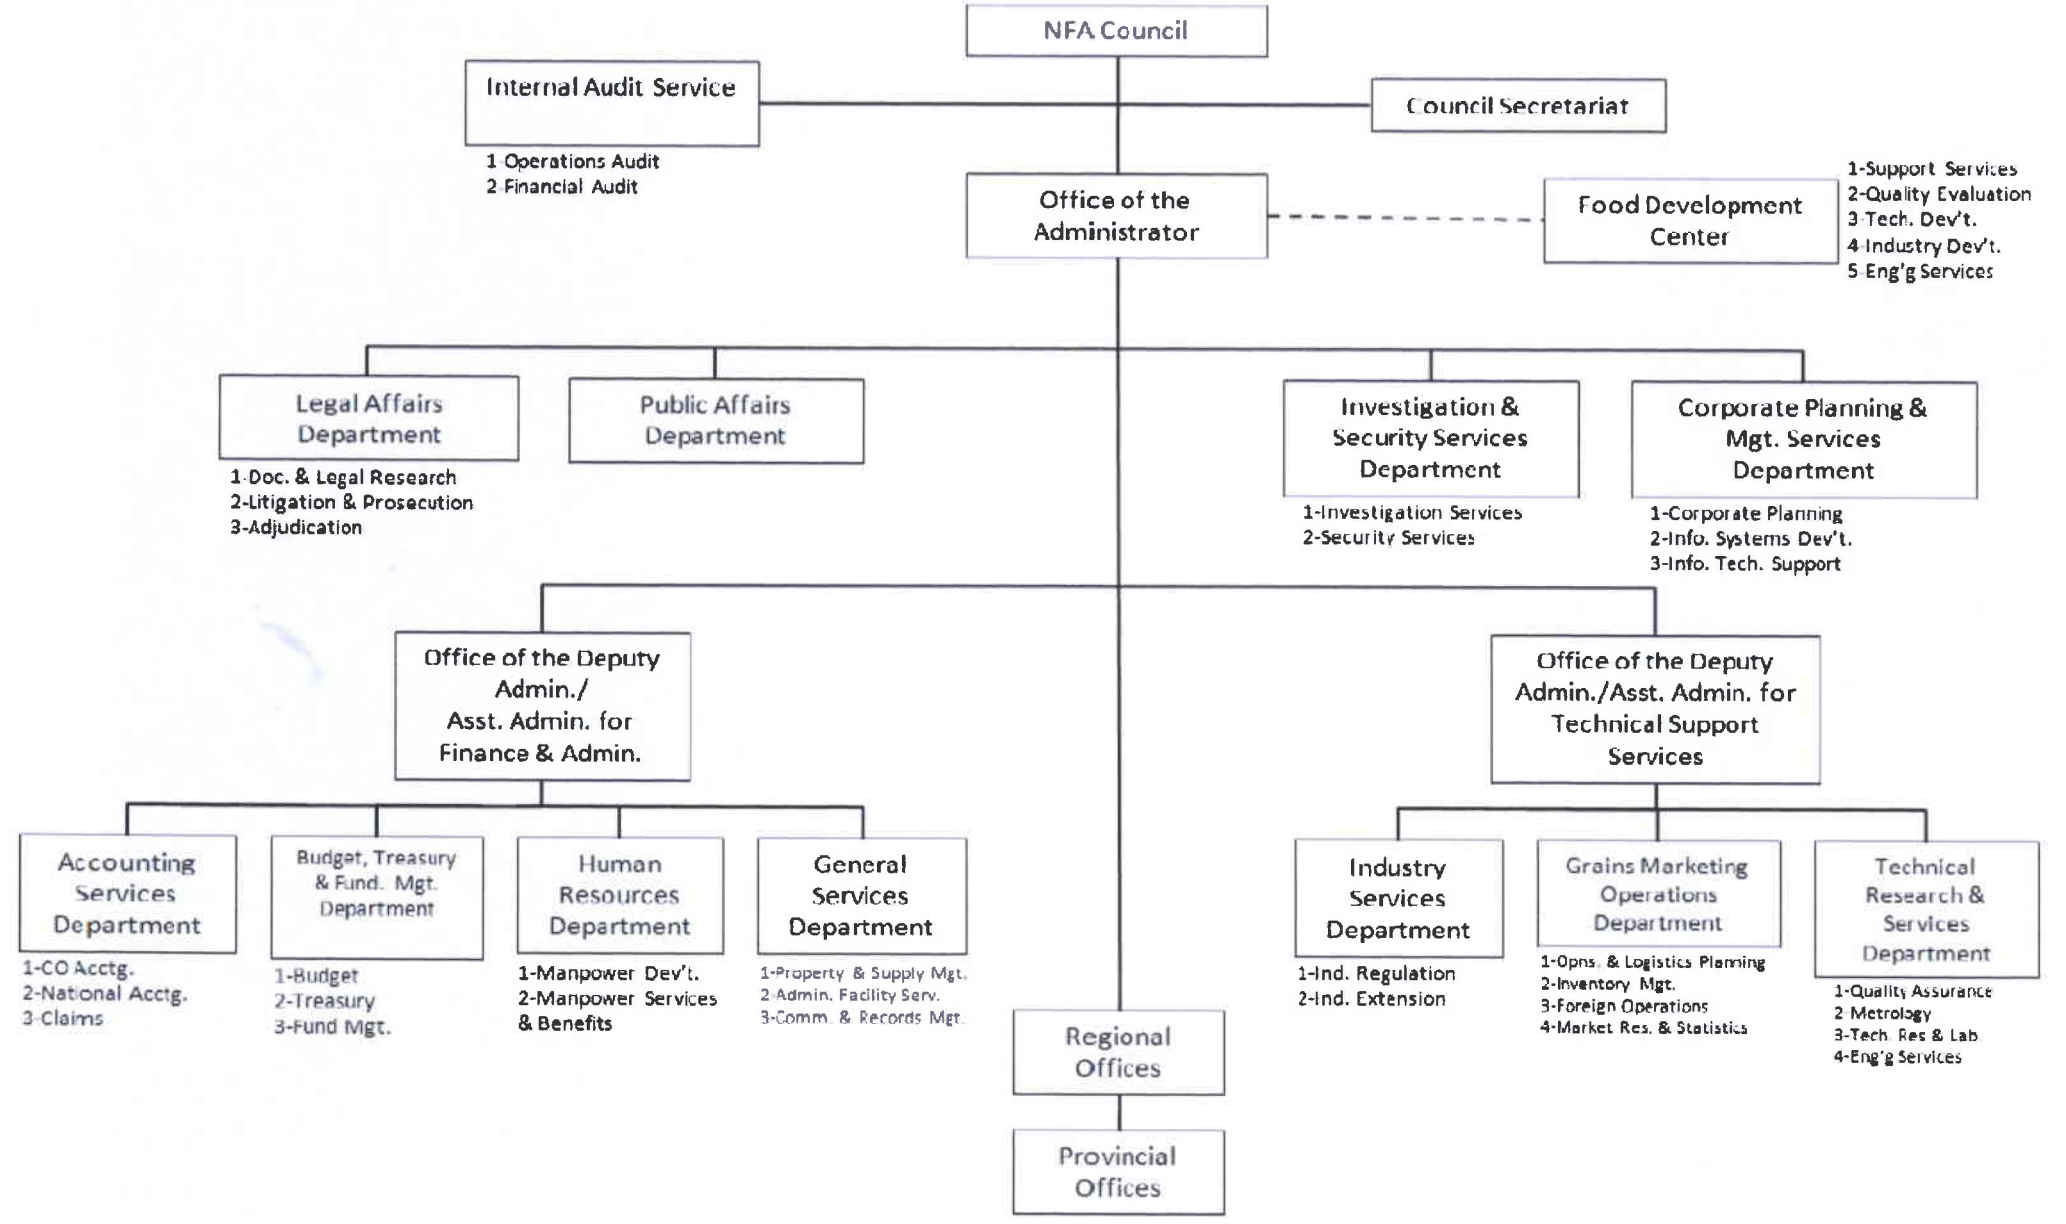 NFA Council
Internal Audit Service
1 Operations Audit
2 Financial Audit
Council Secretariat
Office of the
Administrator
Food Development
Center
1-Support Services
2-Quality Evaluation
3-Tech. Dev't.
4-Industry Dev't.
5 Eng'g Services
Legal Affairs
Department
1-Doc. & Legal Research
2-Litigation & Prosecution
3-Adjudication
Public Affairs
Department
Investigation &
Security Services
Department
1-Investigation Services
2-Security Services
Corporate Planning &
Mgt. Services
Department
1-Corporate Planning
2-Info. Systems Dev't.
3-Info. Tech. Support
Office of the Deputy
Admin./
Asst. Admin. for
Finance & Admin.
Office of the Deputy
Admin./Asst. Admin. for
Technical Support
Services
Accounting
Services
Department
1-CO Acctg.
2-National Acctg.
3-Claims
Budget, Treasury
& Fund. Mgt.
Department
1-Budget
2-Treasury
3-Fund Mgt.
Human
Resources
Department
1-Manpower Dev't.
2-Manpower Services
& Benefits
General
Services
Department
1-Property & Supply Mgt.
2-Admin. Facility Serv.
3-Comm. & Records Mgt.
Industry
Services
Department
1-Ind. Regulation
2-Ind. Extension
Grains Marketing
Operations
Department
1-Opns. & Logistics Planning
2-Inventory Mgt.
3-Foreign Operations
4-Market Res. & Statistics
Technical
Research &
Services
Department
1-Quality Assurance
2 Metrology
3-Tech. Res & Lab
4-Eng'g Services
Regional
Offices
Provincial
Offices